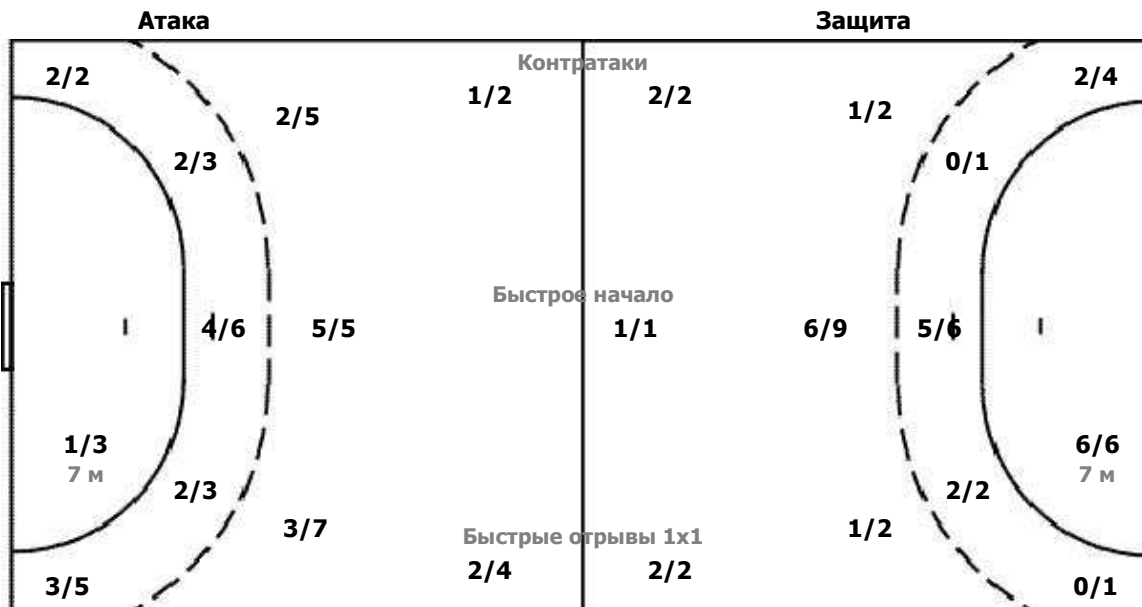 Атака Защита
Контратаки
2/2 2/4
1/2 2/2
2/5 1/2
2/3 0/1
Быстрое начало
4/6 5/5 1/1 6/9 5/6
1/3 6/6
7 м 7 м
2/3 2/2
3/7 1/2
Быстрые отрывы 1x1
2/4 2/2
3/5 0/1